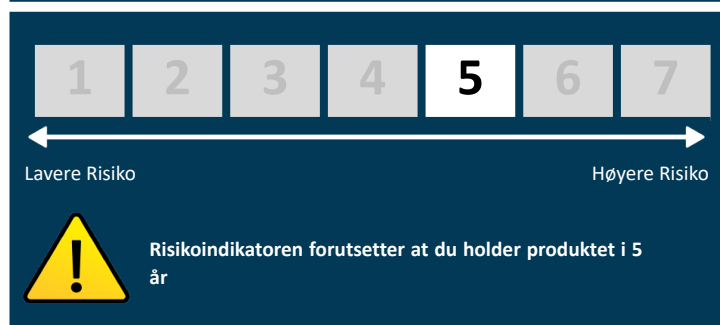 1 2 3 4 5 6 7
Lavere Risiko Høyere Risiko
!
Risikoindikatoren forutsetter at du holder produktet i 5
år